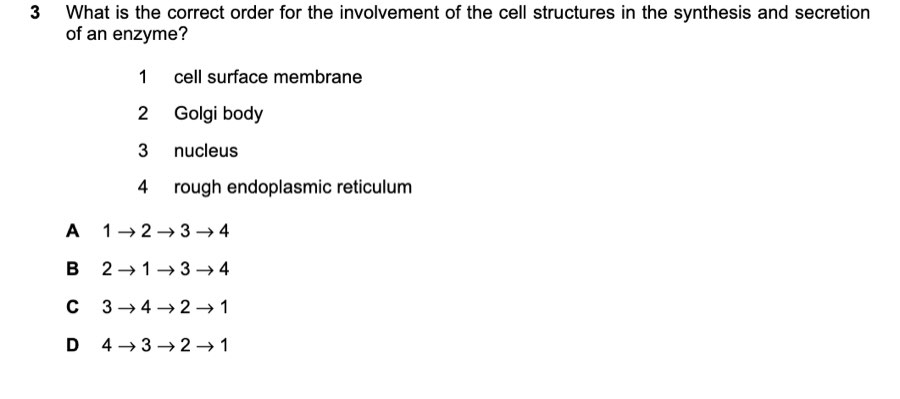 3 What is the correct order for the involvement of the cell structures in the synthesis and secretion
of an enzyme?
1 cell surface membrane
2 Golgi body
3 nucleus
4 rough endoplasmic reticulum
A 1 → 2 → 3 → 4
B 2 → 1 → 3 → 4
C 3 → 4 → 2 → 1
D 4 → 3 → 2 → 1